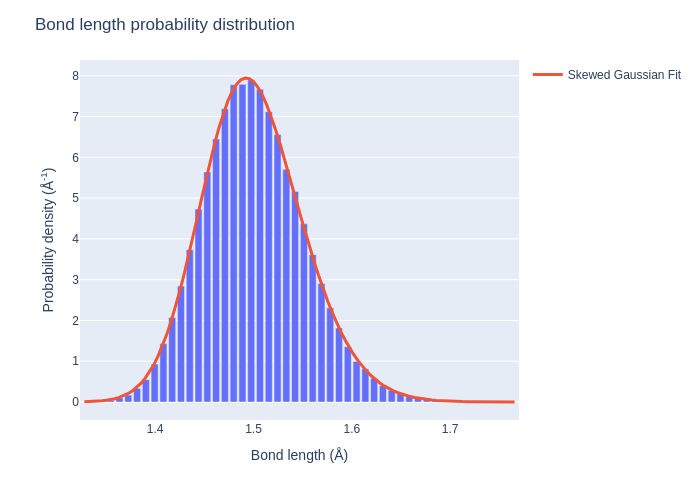 Bond length probability distribution
Skewed Gaussian Fit
8
7
6
5
4
3
2
1
0
Probability density (Å⁻¹)
1.4 1.5 1.6 1.7
Bond length (Å)